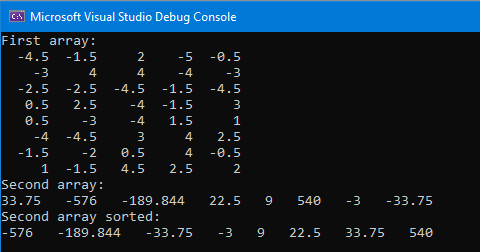 Microsoft Visual Studio Debug Console
First array:
-4.5 -1.5 2 -5 -0.5
-3 4 4 -4 -3
-2.5 -2.5 -4.5 -1.5 -4.5
0.5 2.5 -4 -1.5 3
0.5 -3 -4 1.5 1
-4 -4.5 3 4 2.5
-1.5 -2 0.5 4 -0.5
1 -1.5 4.5 2.5 2
Second array:
33.75 -576 -189.844 22.5 9 540 -3 -33.75
Second array sorted:
-576 -189.844 -33.75 -3 9 22.5 33.75 540